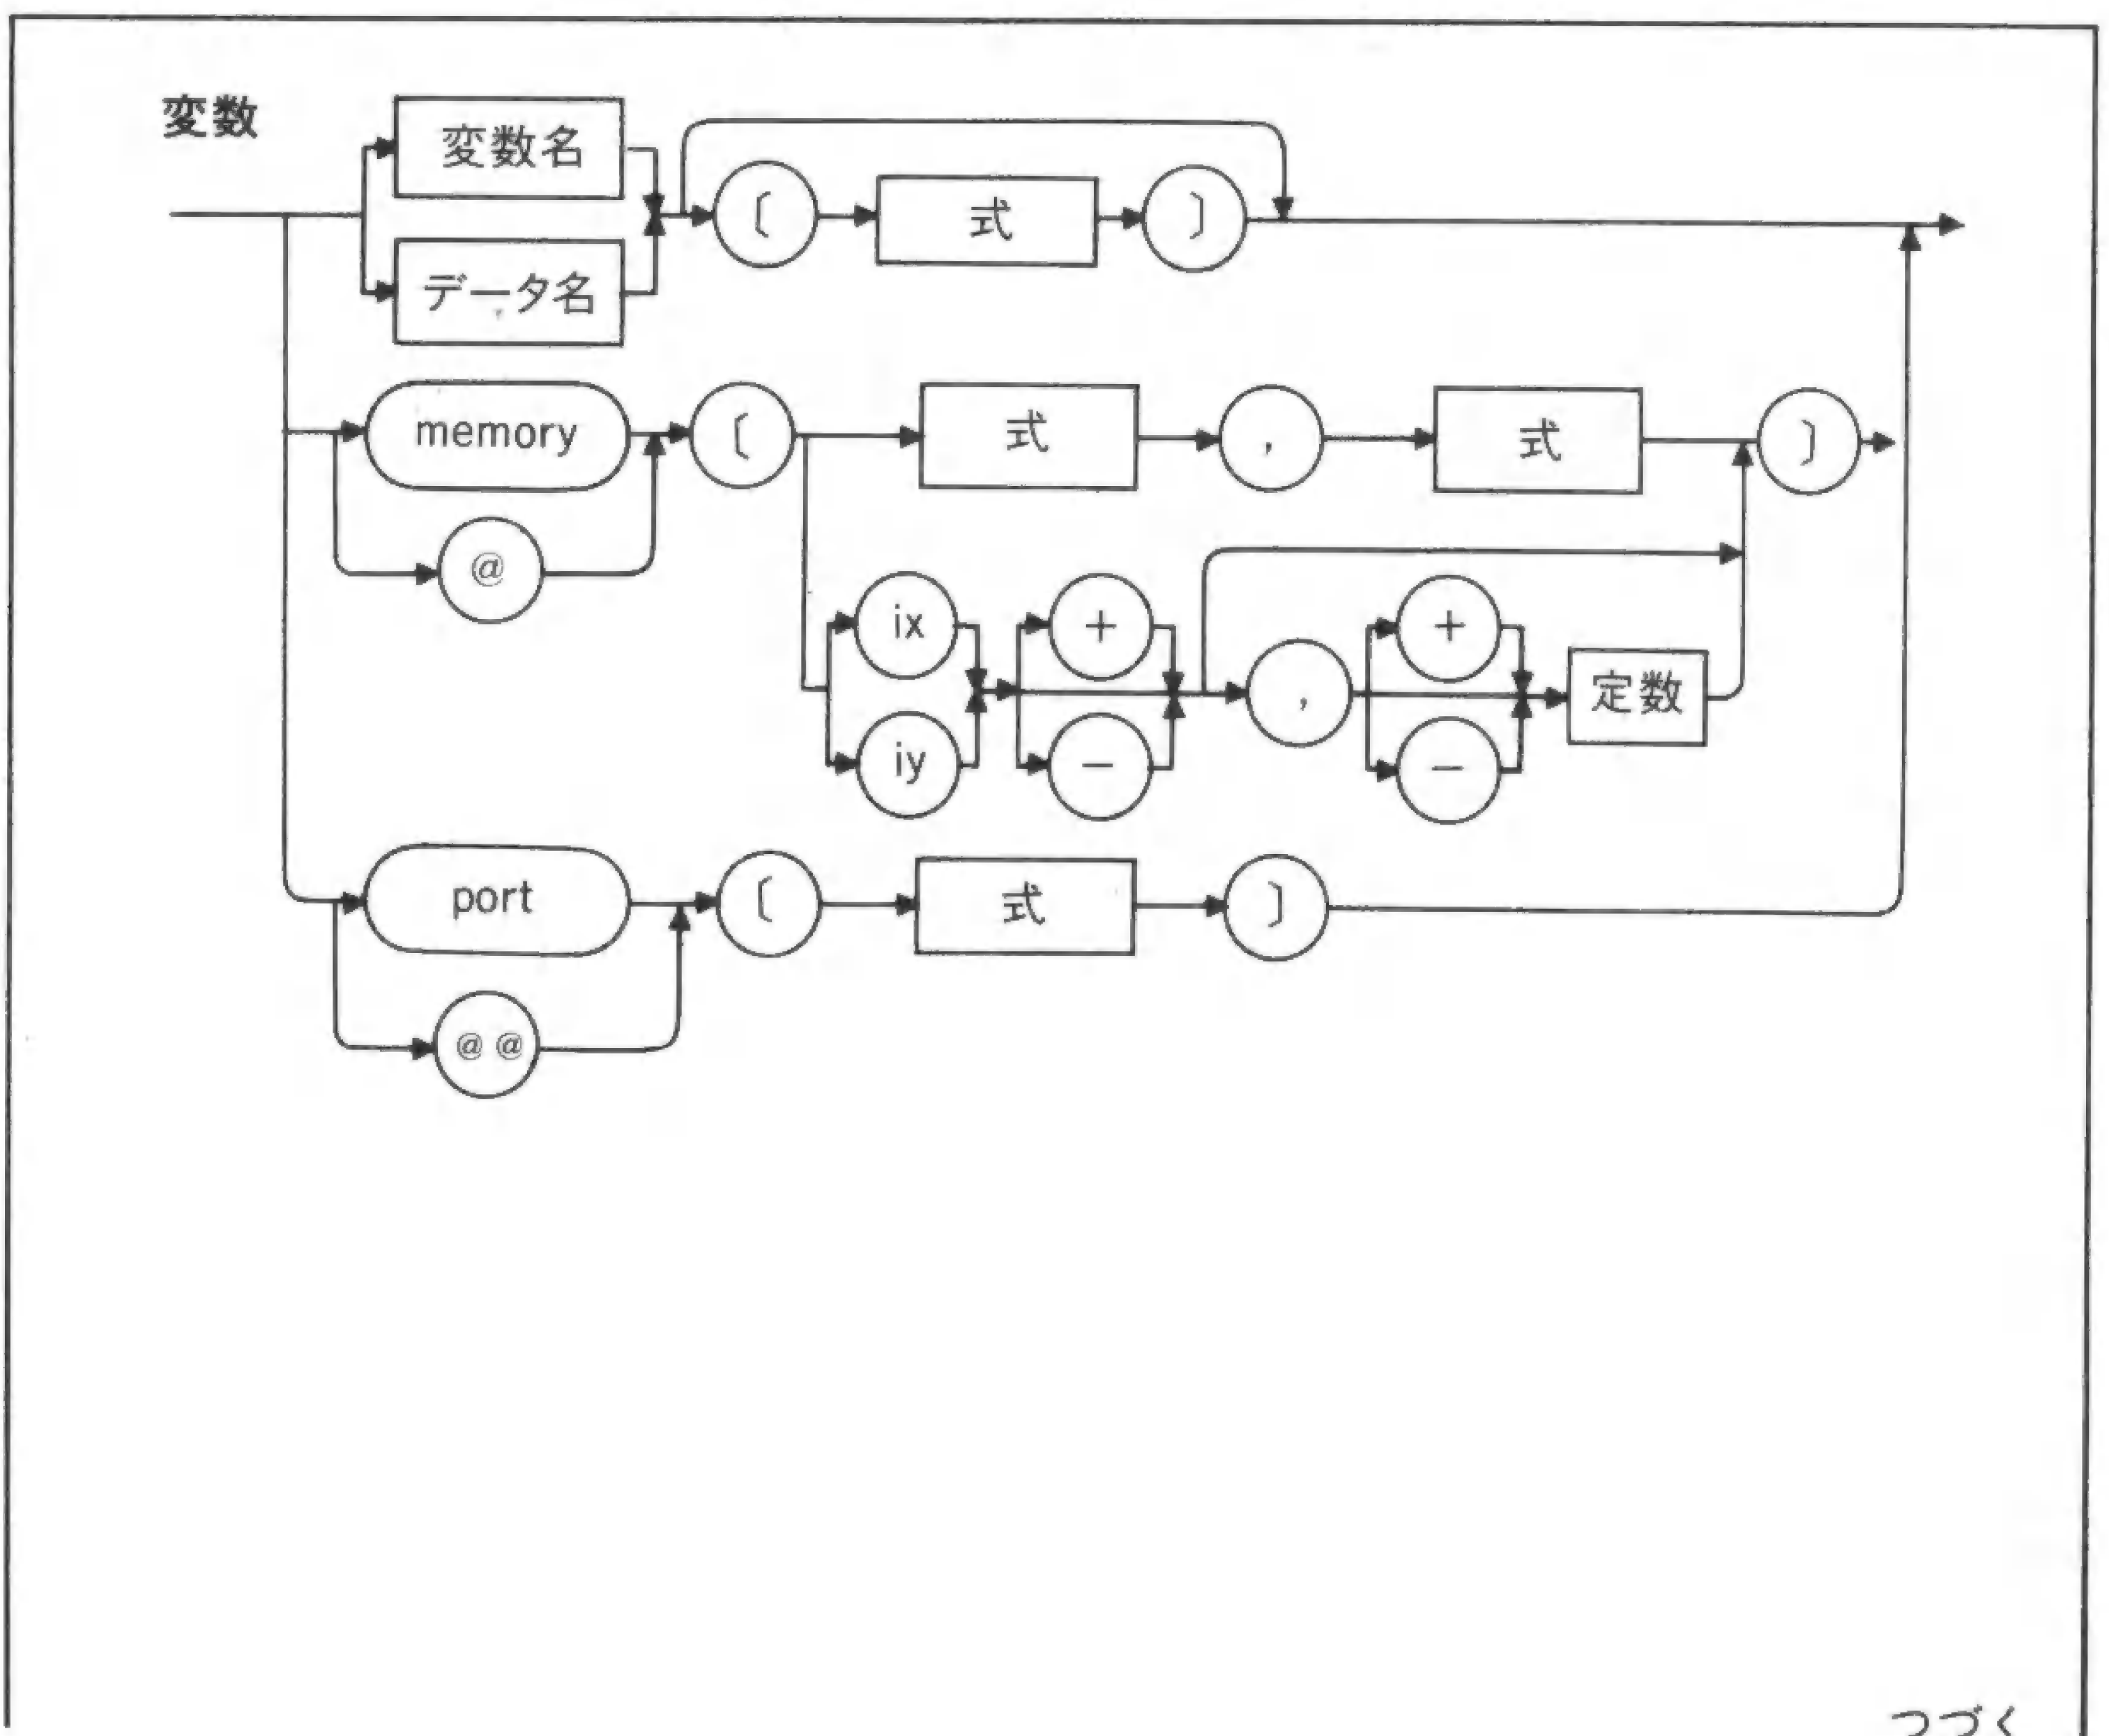 変数
変数名
データ名
〔 式 〕
memory 〔 式 , 式 〕
@
ix + +
iy - , - 定数
port 〔 式 〕
@@
つづく